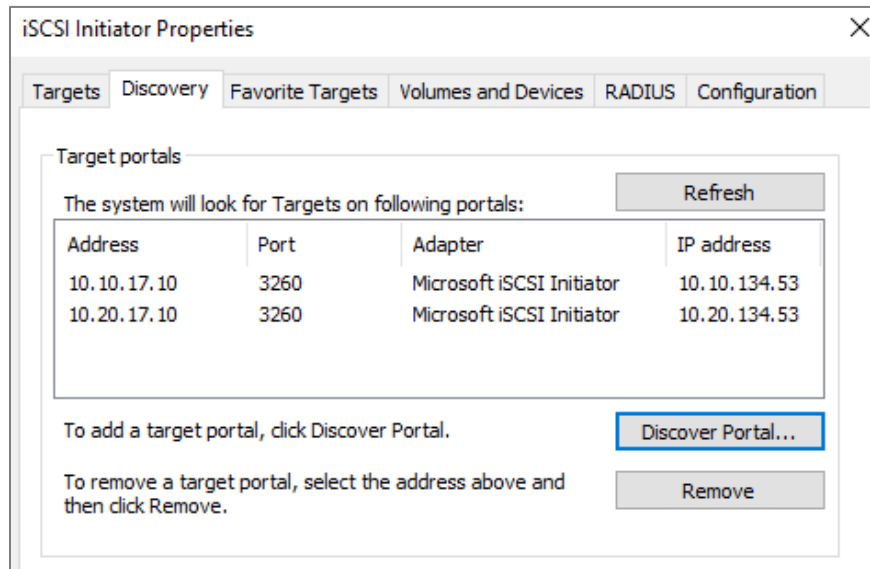 iSCSI Initiator Properties
Targets Discovery Favorite Targets Volumes and Devices RADIUS Configuration
Target portals
The system will look for Targets on following portals:
Refresh
Address Port Adapter IP address
10.10.17.10 3260 Microsoft iSCSI Initiator 10.10.134.53
10.20.17.10 3260 Microsoft iSCSI Initiator 10.20.134.53
To add a target portal, click Discover Portal.
Discover Portal...
To remove a target portal, select the address above and
then click Remove.
Remove